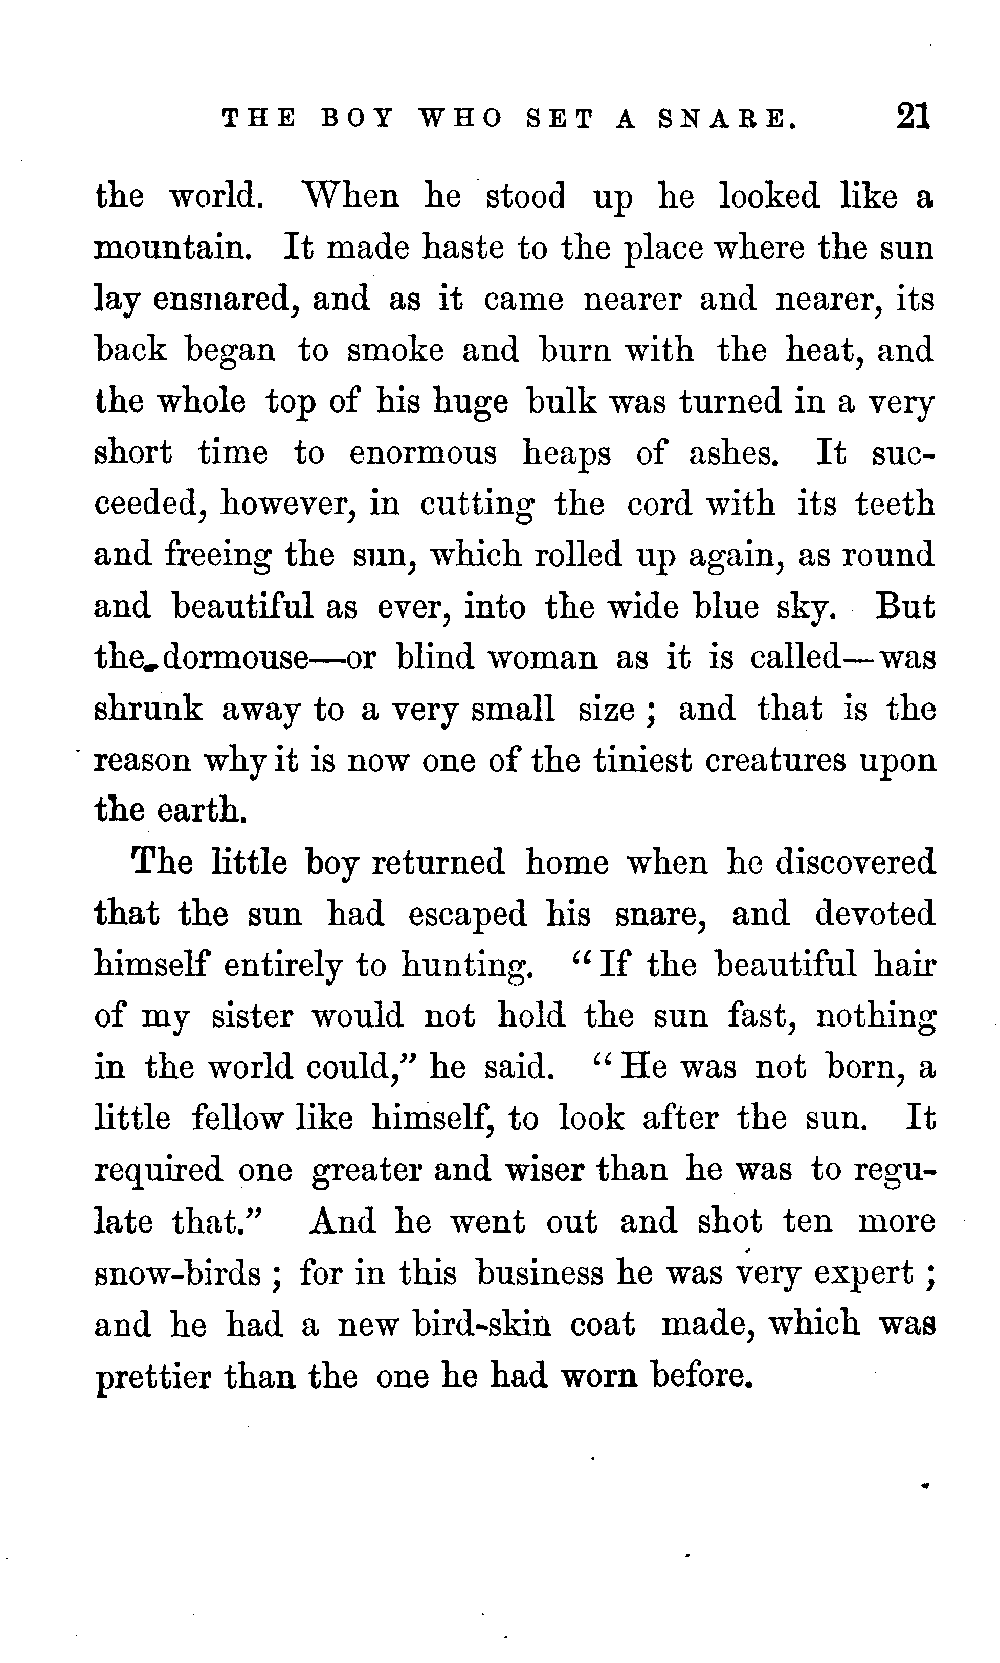 THE BOY WHO SET A SNARE. 21
the world. When he stood up he looked like a
mountain. It made haste to the place where the sun
lay ensnared, and as it came nearer and nearer, its
back began to smoke and burn with the heat, and
the whole top of his huge bulk was turned in a very
short time to enormous heaps of ashes. It suc-
ceeded, however, in cutting the cord with its teeth
and freeing the sun, which rolled up again, as round
and beautiful as ever, into the wide blue sky. But
the dormouse—or blind woman as it is called—was
shrunk away to a very small size ; and that is the
reason why it is now one of the tiniest creatures upon
the earth.
The little boy returned home when he discovered
that the sun had escaped his snare, and devoted
himself entirely to hunting. “ If the beautiful hair
of my sister would not hold the sun fast, nothing
in the world could,” he said. “ He was not born, a
little fellow like himself, to look after the sun. It
required one greater and wiser than he was to regu-
late that.” And he went out and shot ten more
snow-birds ; for in this business he was very expert ;
and he had a new bird-skin coat made, which was
prettier than the one he had worn before.